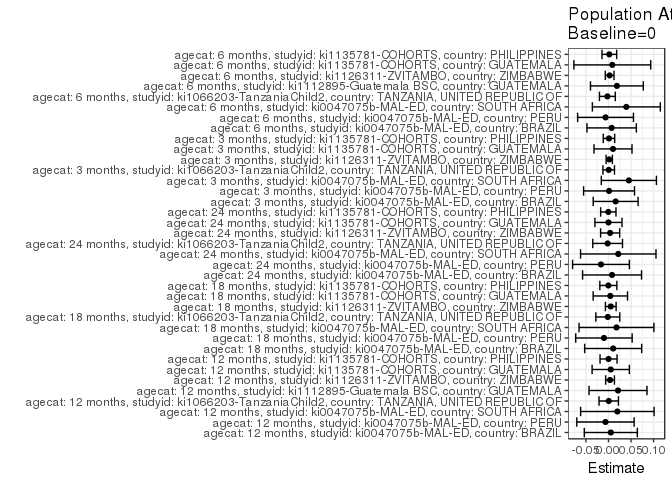 Population At
Baseline=0
agecat: 6 months, studyid: ki1135781-COHORTS, country: PHILIPPINES
agecat: 6 months, studyid: ki1135781-COHORTS, country: GUATEMALA
agecat: 6 months, studyid: ki1126311-ZVITAMBO, country: ZIMBABWE
agecat: 6 months, studyid: ki1112895-Guatemala BSC, country: GUATEMALA
agecat: 6 months, studyid: ki1066203-TanzaniaChild2, country: TANZANIA, UNITED REPUBLIC OF
agecat: 6 months, studyid: ki0047075b-MAL-ED, country: SOUTH AFRICA
agecat: 6 months, studyid: ki0047075b-MAL-ED, country: PERU
agecat: 6 months, studyid: ki0047075b-MAL-ED, country: BRAZIL
agecat: 3 months, studyid: ki1135781-COHORTS, country: PHILIPPINES
agecat: 3 months, studyid: ki1135781-COHORTS, country: GUATEMALA
agecat: 3 months, studyid: ki1126311-ZVITAMBO, country: ZIMBABWE
agecat: 3 months, studyid: ki1066203-TanzaniaChild2, country: TANZANIA, UNITED REPUBLIC OF
agecat: 3 months, studyid: ki0047075b-MAL-ED, country: SOUTH AFRICA
agecat: 3 months, studyid: ki0047075b-MAL-ED, country: PERU
agecat: 3 months, studyid: ki0047075b-MAL-ED, country: BRAZIL
agecat: 24 months, studyid: ki1135781-COHORTS, country: PHILIPPINES
agecat: 24 months, studyid: ki1135781-COHORTS, country: GUATEMALA
agecat: 24 months, studyid: ki1126311-ZVITAMBO, country: ZIMBABWE
agecat: 24 months, studyid: ki1066203-TanzaniaChild2, country: TANZANIA, UNITED REPUBLIC OF
agecat: 24 months, studyid: ki0047075b-MAL-ED, country: SOUTH AFRICA
agecat: 24 months, studyid: ki0047075b-MAL-ED, country: PERU
agecat: 24 months, studyid: ki0047075b-MAL-ED, country: BRAZIL
agecat: 18 months, studyid: ki1135781-COHORTS, country: PHILIPPINES
agecat: 18 months, studyid: ki1135781-COHORTS, country: GUATEMALA
agecat: 18 months, studyid: ki1126311-ZVITAMBO, country: ZIMBABWE
agecat: 18 months, studyid: ki1066203-TanzaniaChild2, country: TANZANIA, UNITED REPUBLIC OF
agecat: 18 months, studyid: ki0047075b-MAL-ED, country: SOUTH AFRICA
agecat: 18 months, studyid: ki0047075b-MAL-ED, country: PERU
agecat: 18 months, studyid: ki0047075b-MAL-ED, country: BRAZIL
agecat: 12 months, studyid: ki1135781-COHORTS, country: PHILIPPINES
agecat: 12 months, studyid: ki1135781-COHORTS, country: GUATEMALA
agecat: 12 months, studyid: ki1126311-ZVITAMBO, country: ZIMBABWE
agecat: 12 months, studyid: ki1112895-Guatemala BSC, country: GUATEMALA
agecat: 12 months, studyid: ki1066203-TanzaniaChild2, country: TANZANIA, UNITED REPUBLIC OF
agecat: 12 months, studyid: ki0047075b-MAL-ED, country: SOUTH AFRICA
agecat: 12 months, studyid: ki0047075b-MAL-ED, country: PERU
agecat: 12 months, studyid: ki0047075b-MAL-ED, country: BRAZIL
-0.05 0.00 0.05 0.10
Estimate